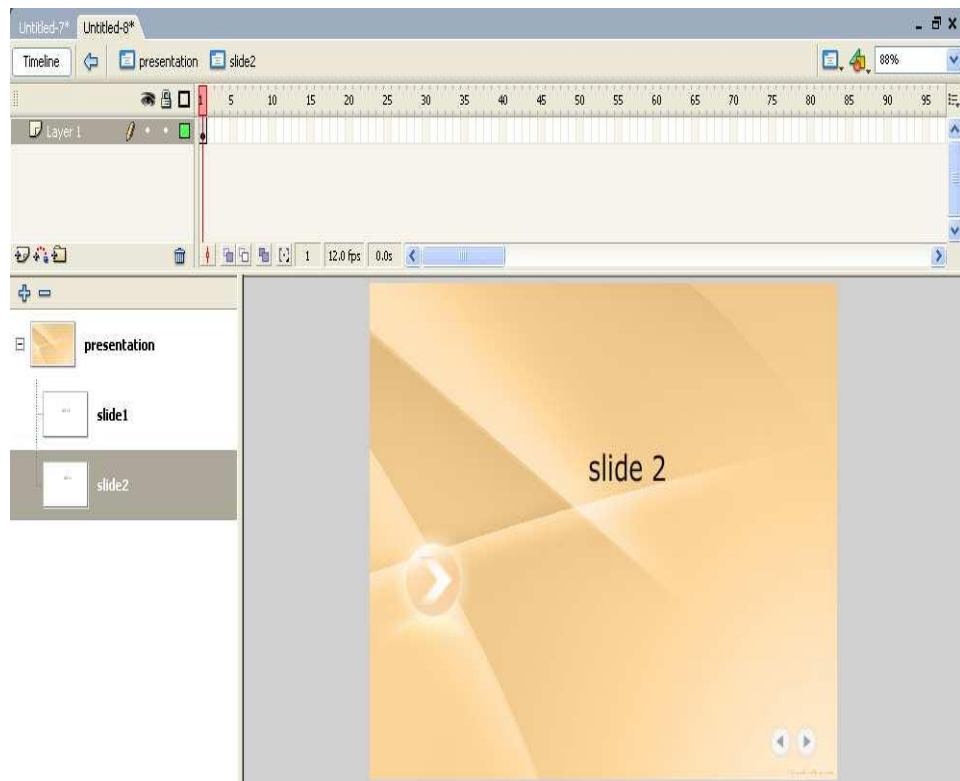 Untitled-7* Untitled-8*
Timeline presentation slide2 88%
1 5 10 15 20 25 30 35 40 45 50 55 60 65 70 75 80 85 90 95
Layer 1
1 12.0 fps 0.0s
presentation
slide1
slide2
slide 2